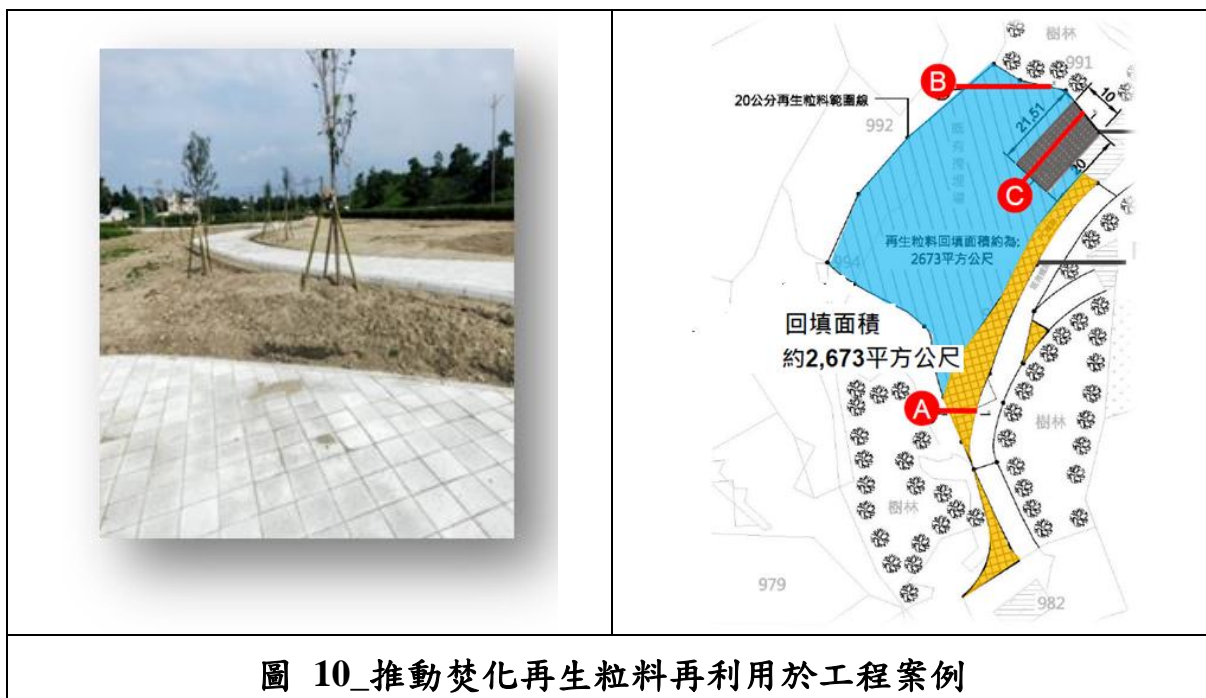 樹林
991
B
10
20公分再生粒料範圍線
992
21.51
C
20
再生粒料回填面積約為:
2673平方公尺
994
回填面積
約2,673平方公尺
A
1
樹林
樹林
979
982
圖 10_推動焚化再生粒料再利用於工程案例